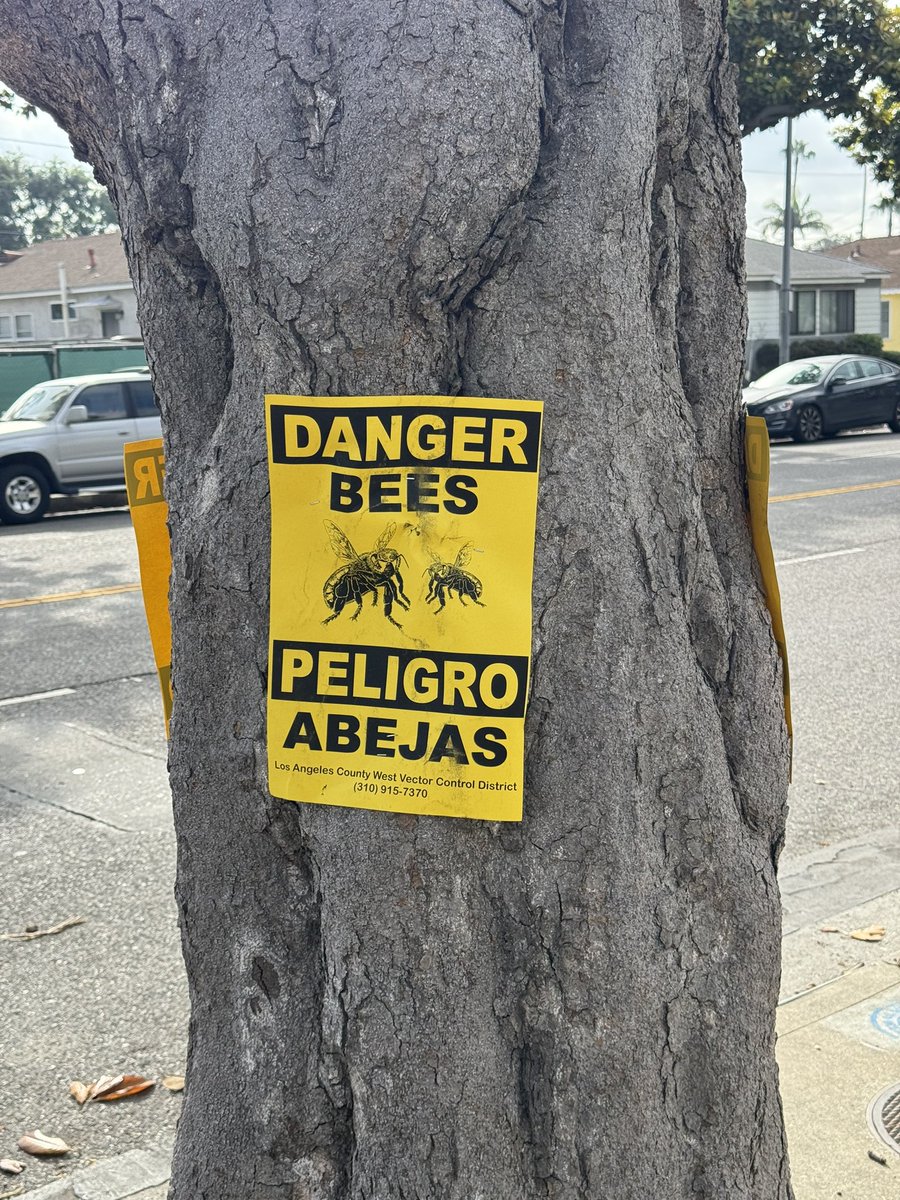 DANGER
BEES
PELIGRO
ABEJAS
Los Angeles County West Vector Control District
(310) 915-7370